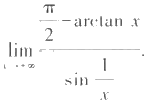 lim x→+∞ (π/2 − arctan x) / (sin 1/x).